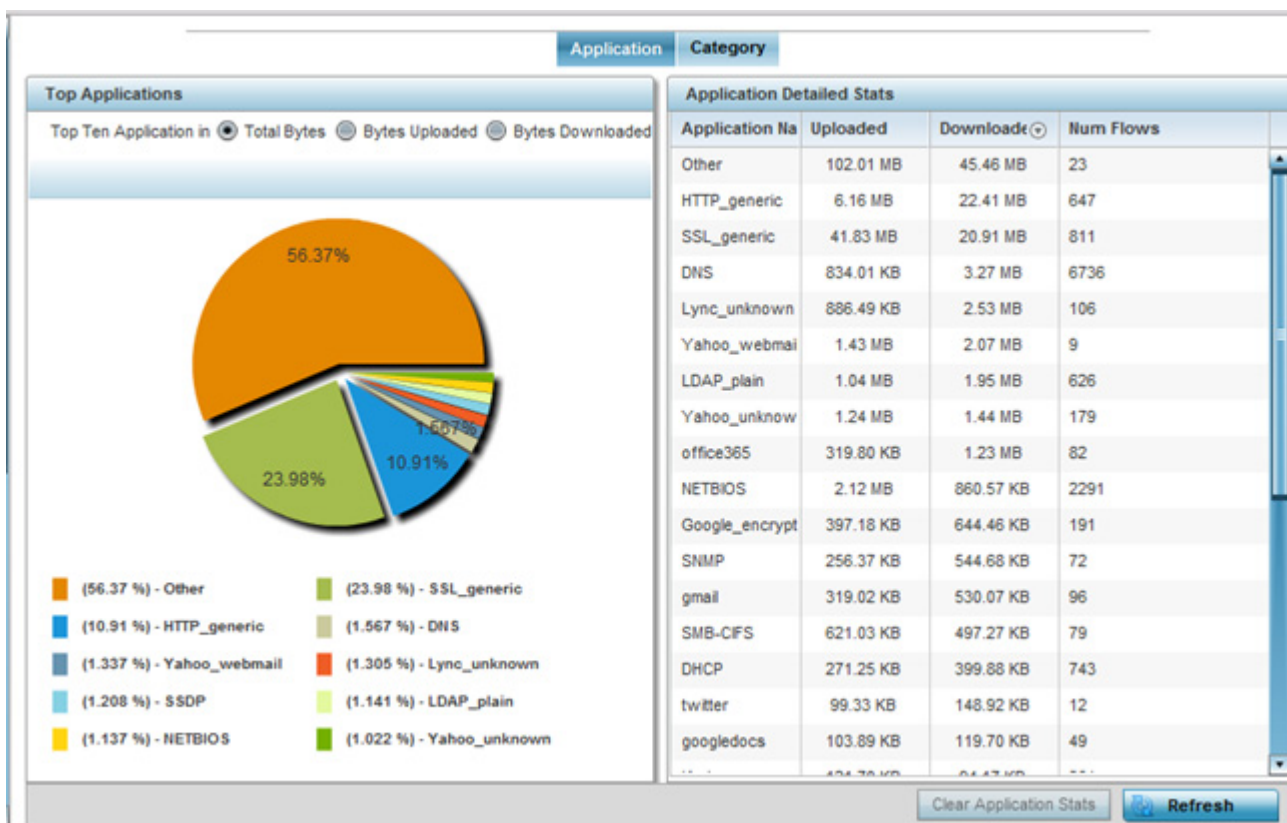 Application Category
Top Applications
Top Ten Application in Total Bytes Bytes Uploaded Bytes Downloaded
56.37%
1.567%
10.91%
23.98%
(56.37 %) - Other (23.98 %) - SSL_generic
(10.91 %) - HTTP_generic (1.567 %) - DNS
(1.337 %) - Yahoo_webmail (1.305 %) - Lync_unknown
(1.208 %) - SSDP (1.141 %) - LDAP_plain
(1.137 %) - NETBIOS (1.022 %) - Yahoo_unknown
Application Detailed Stats
Application Na Uploaded Downloade Num Flows
Other 102.01 MB 45.46 MB 23
HTTP_generic 6.16 MB 22.41 MB 647
SSL_generic 41.83 MB 20.91 MB 811
DNS 834.01 KB 3.27 MB 6736
Lync_unknown 886.49 KB 2.53 MB 106
Yahoo_webmai 1.43 MB 2.07 MB 9
LDAP_plain 1.04 MB 1.95 MB 626
Yahoo_unknow 1.24 MB 1.44 MB 179
office365 319.80 KB 1.23 MB 82
NETBIOS 2.12 MB 860.57 KB 2291
Google_encrypt 397.18 KB 644.46 KB 191
SNMP 256.37 KB 544.68 KB 72
gmail 319.02 KB 530.07 KB 96
SMB-CIFS 621.03 KB 497.27 KB 79
DHCP 271.25 KB 399.88 KB 743
twitter 99.33 KB 148.92 KB 12
googledocs 103.89 KB 119.70 KB 49
Clear Application Stats Refresh